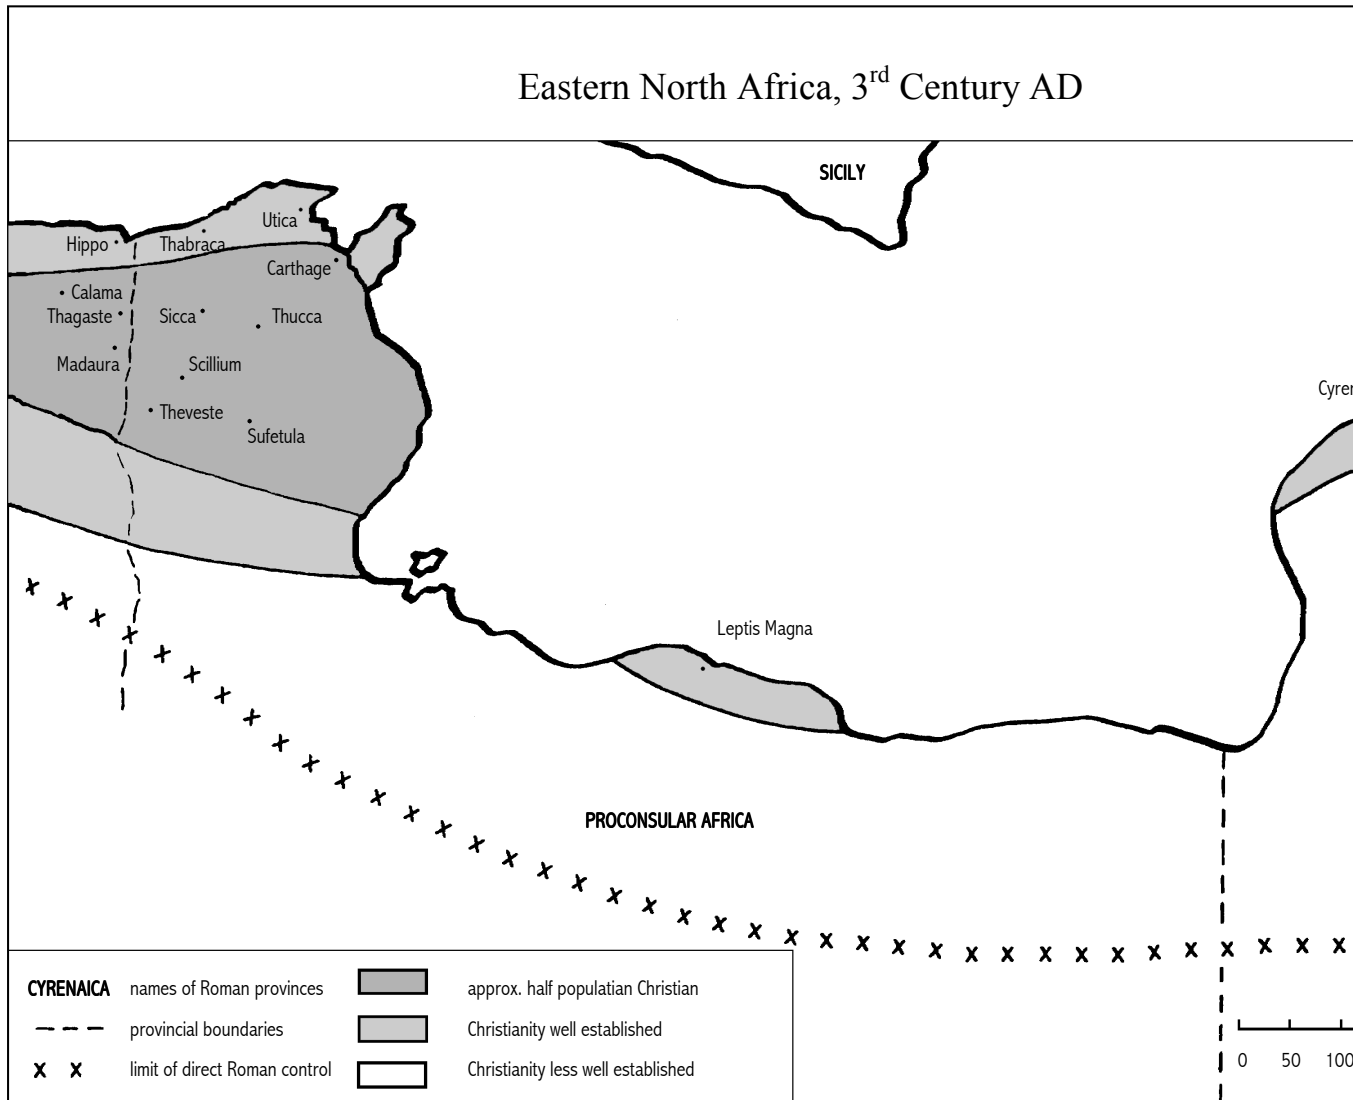 Eastern North Africa, 3rd Century AD
SICILY
Utica
Hippo
Thabraca
Carthage
Calama
Thagaste
Sicca
Thucca
Madaura
Scillium
Cyren
Theveste
Sufetula
Leptis Magna
PROCONSULAR AFRICA
CYRENAICA names of Roman provinces
approx. half populatian Christian
provincial boundaries
Christianity well established
x x limit of direct Roman control
Christianity less well established
0 50 100